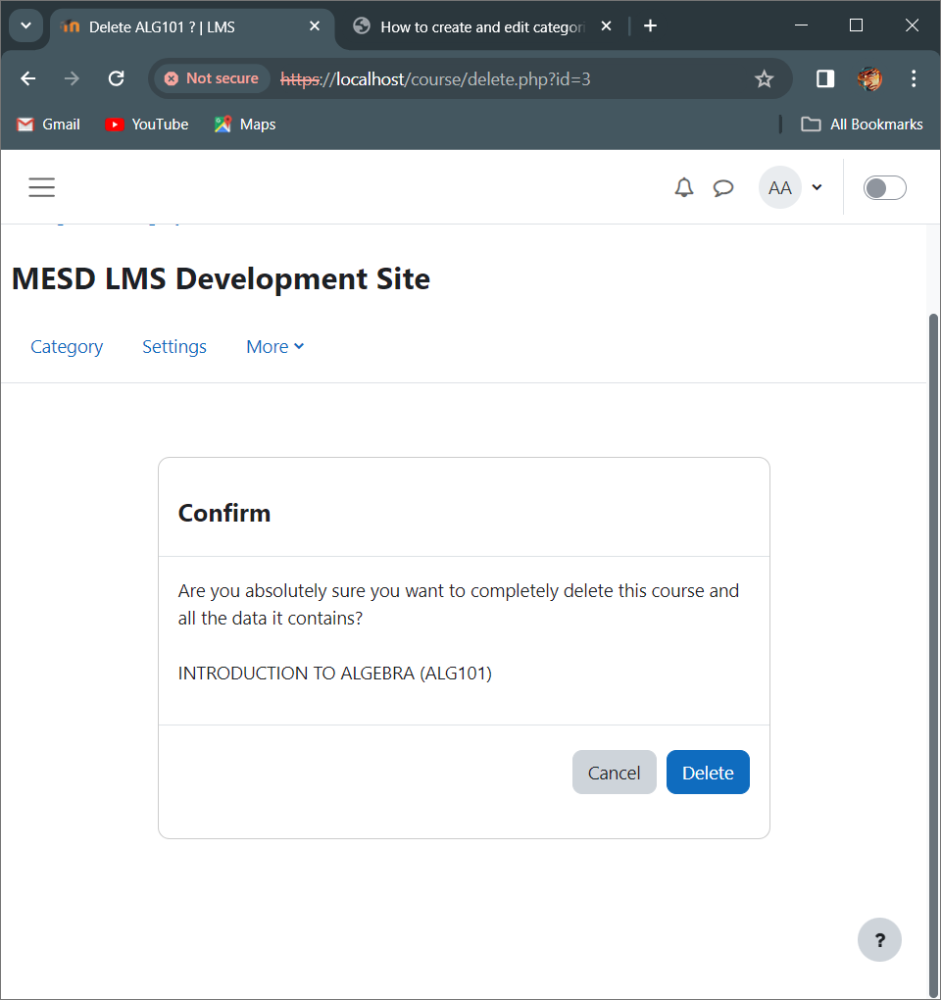 Delete ALG101 ? | LMS
How to create and edit categori
Not secure
https://localhost/course/delete.php?id=3
Gmail
YouTube
Maps
All Bookmarks
AA
MESD LMS Development Site
Category
Settings
More
Confirm
Are you absolutely sure you want to completely delete this course and
all the data it contains?
INTRODUCTION TO ALGEBRA (ALG101)
Cancel
Delete
?